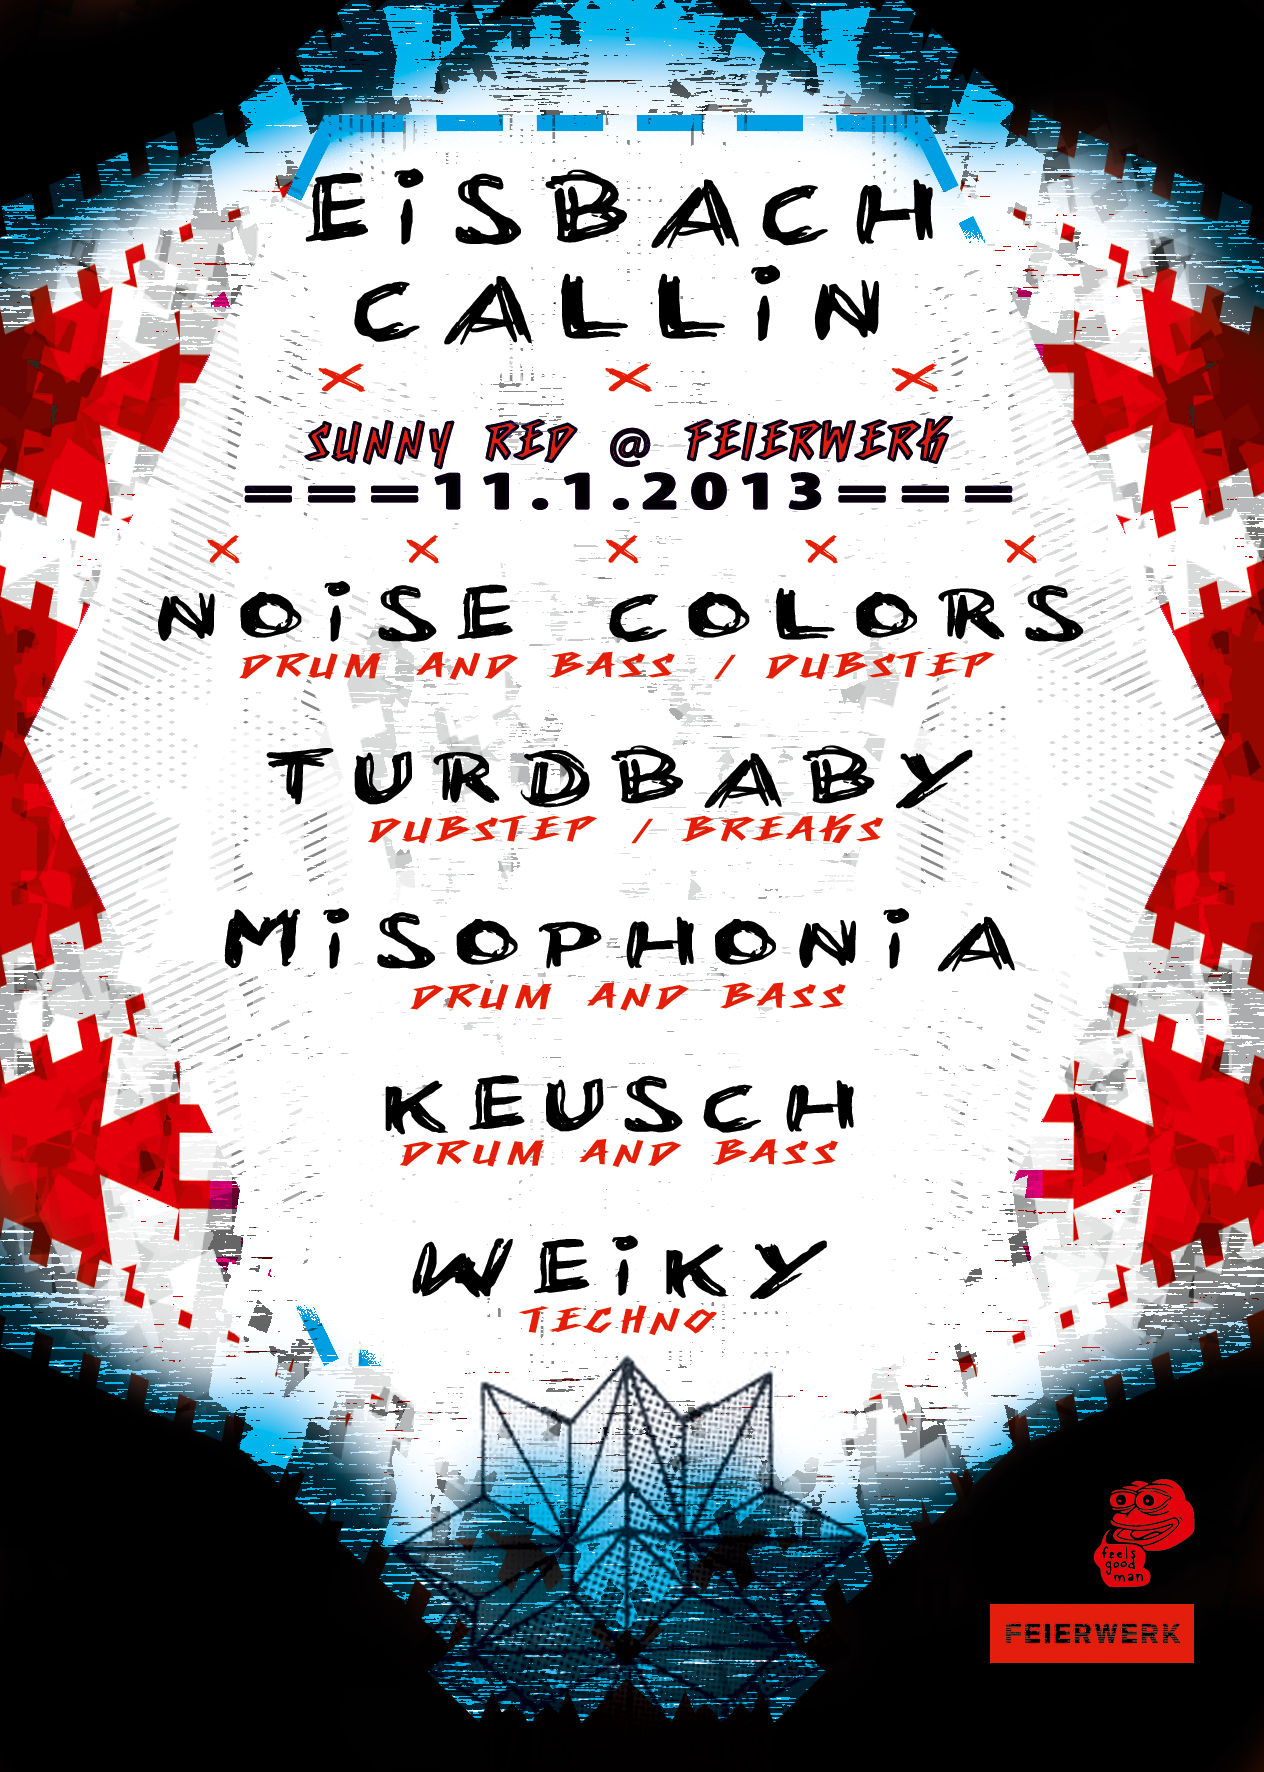 EiSBACH
CALLiN
SUNNY RED @ FEIERWERK
===11.1.2013===
NOiSE COLORS
DRUM AND BASS / DUBSTEP
TURDBABY
DUBSTEP / BREAKS
MiSOPHONiA
DRUM AND BASS
KEUSCH
DRUM AND BASS
WEiKY
TECHNO
feels
good
man
FEIERWERK